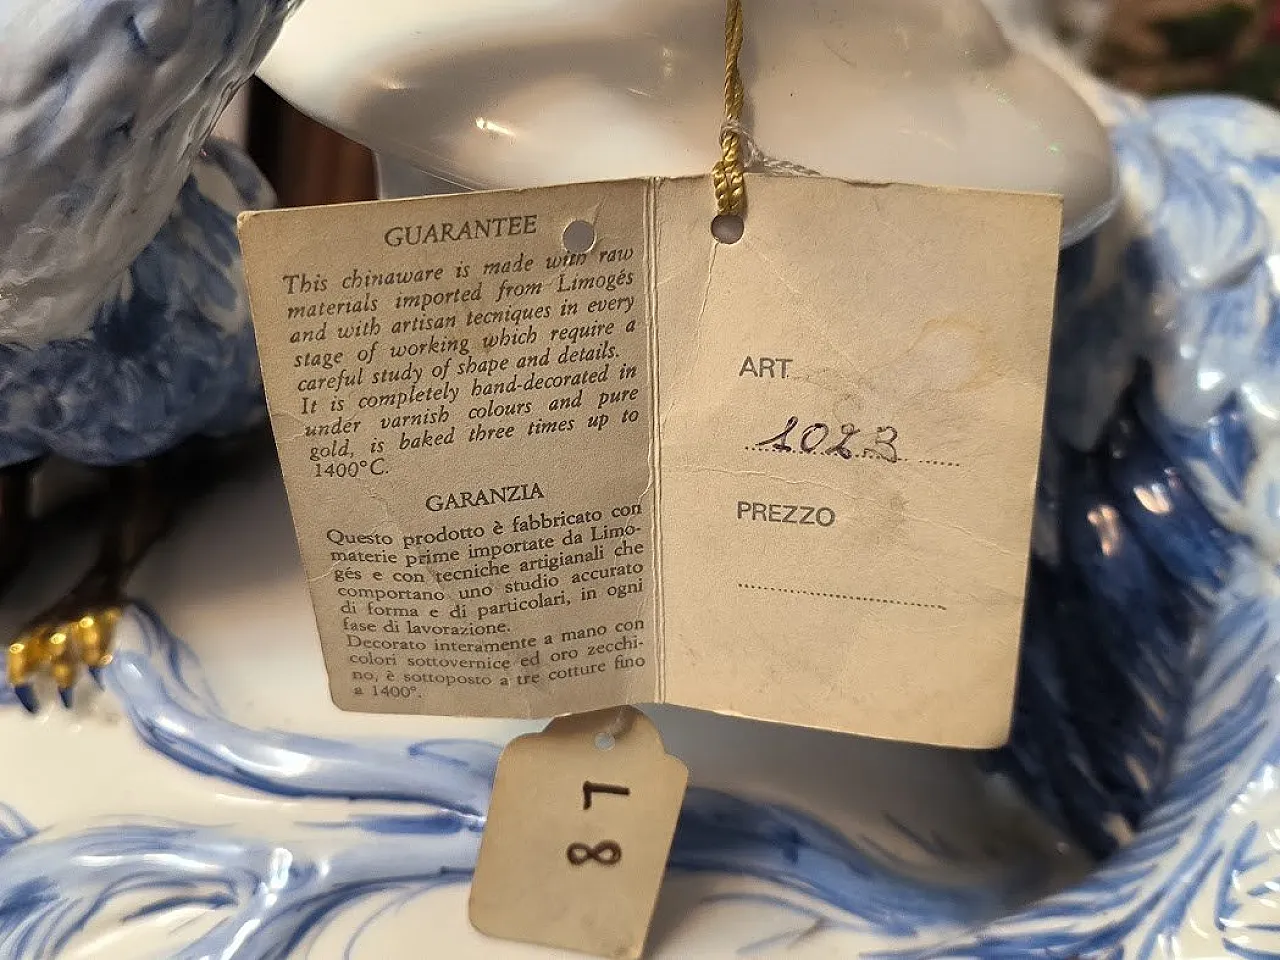 GUARANTEE
This chinaware is made with raw
materials imported from Limogés
and with artisan tecniques in every
stage of working which require a
careful study of shape and details.
It is completely hand-decorated in
under varnish colours and pure
gold, is baked three times up to
1400°C.
GARANZIA
Questo prodotto è fabbricato con
materie prime importate da Limo-
gés e con tecniche artigianali che
comportano uno studio accurato
di forma e di particolari, in ogni
fase di lavorazione.
Decorato interamente a mano con
colori sottovernice ed oro zecchi-
no, è sottoposto a tre cotture fino
a 1400°.
ART
1023
PREZZO
87